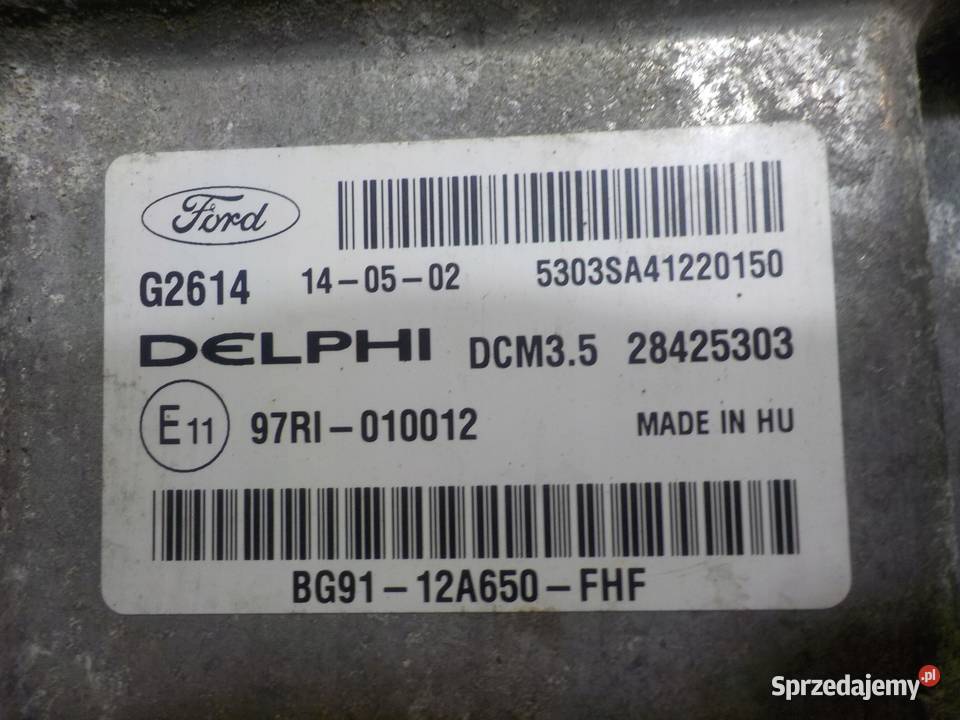 Ford
G2614 14-05-02 5303SA41220150
DELPHI DCM3.5 28425303
E11 97RI-010012 MADE IN HU
BG91-12A650-FHF
Sprzedajemy.pl